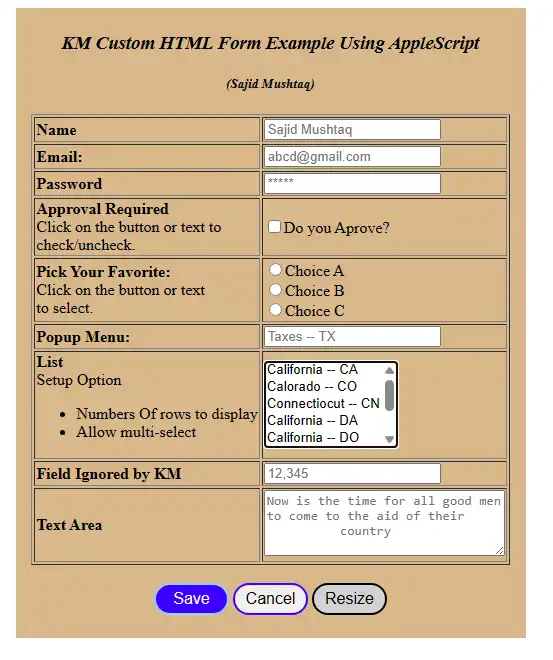 KM Custom HTML Form Example Using AppleScript
(Sajid Mushtaq)
Name
Sajid Mushtaq
Email:
abcd@gmail.com
Password
*****
Approval Required
Click on the button or text to
check/uncheck.
Do you Aprove?
Pick Your Favorite:
Click on the button or text
to select.
Choice A
Choice B
Choice C
Popup Menu:
Taxes -- TX
List
Setup Option
• Numbers Of rows to display
• Allow multi-select
California -- CA
Calorado -- CO
Connectiocut -- CN
California -- DA
California -- DO
Field Ignored by KM
12,345
Text Area
Now is the time for all good men
to come to the aid of their
country
Save
Cancel
Resize